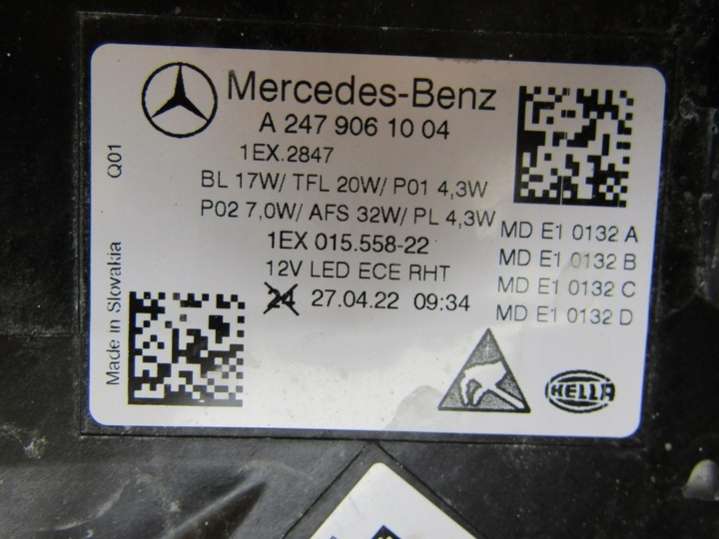 Mercedes-Benz
A 247 906 10 04
1EX.2847
BL 17W/ TFL 20W/ P01 4,3W
P02 7,0W/ AFS 32W/ PL 4,3W
1EX 015.558-22
12V LED ECE RHT
24 27.04.22 09:34
MD E1 0132 A
MD E1 0132 B
MD E1 0132 C
MD E1 0132 D
Q01
Made in Slovakia
HELLA